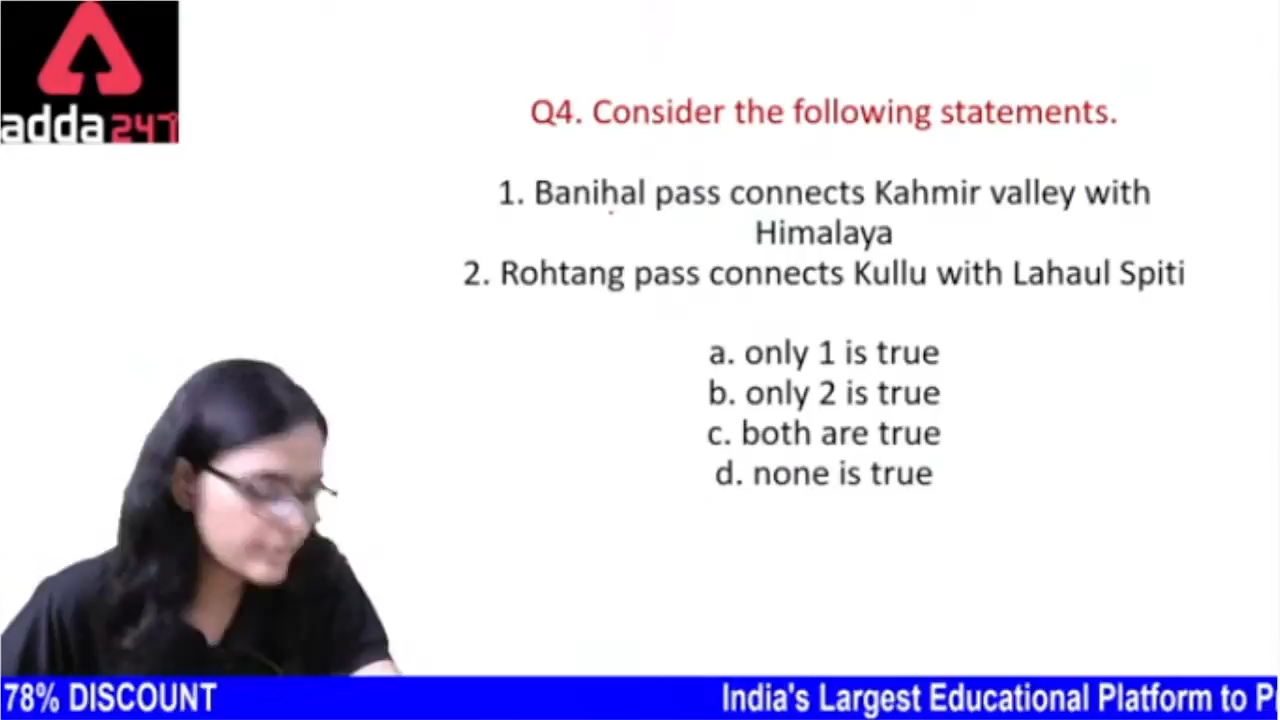 adda247
Q4. Consider the following statements.
1. Banihal pass connects Kahmir valley with
Himalaya
2. Rohtang pass connects Kullu with Lahaul Spiti
a. only 1 is true
b. only 2 is true
c. both are true
d. none is true
78% DISCOUNT India's Largest Educational Platform to